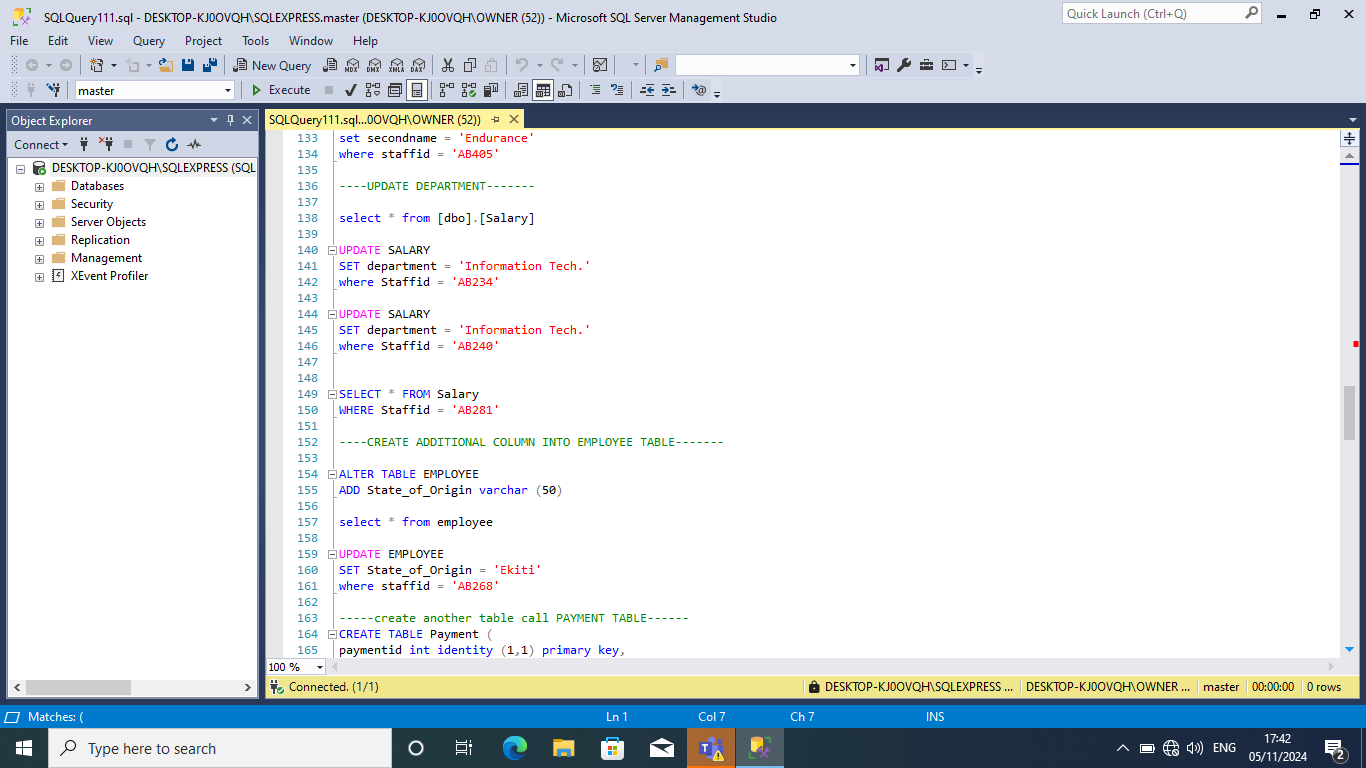 SQLQuery111.sql - DESKTOP-KJ0OVQH\SQLEXPRESS.master (DESKTOP-KJ0OVQH\OWNER (52)) - Microsoft SQL Server Management Studio
Quick Launch (Ctrl+Q)
File Edit View Query Project Tools Window Help
New Query MDX DMX XMLA DAX
master Execute
Object Explorer
SQLQuery111.sql...0OVQH\OWNER (52))
Connect
DESKTOP-KJ0OVQH\SQLEXPRESS (SQL
Databases
Security
Server Objects
Replication
Management
XEvent Profiler
133 set secondname = 'Endurance'
134 where staffid = 'AB405'
135
136 ----UPDATE DEPARTMENT-------
137
138 select * from [dbo].[Salary]
139
140 UPDATE SALARY
141 SET department = 'Information Tech.'
142 where Staffid = 'AB234'
143
144 UPDATE SALARY
145 SET department = 'Information Tech.'
146 where Staffid = 'AB240'
147
148
149 SELECT * FROM Salary
150 WHERE Staffid = 'AB281'
151
152 ----CREATE ADDITIONAL COLUMN INTO EMPLOYEE TABLE-------
153
154 ALTER TABLE EMPLOYEE
155 ADD State_of_Origin varchar (50)
156
157 select * from employee
158
159 UPDATE EMPLOYEE
160 SET State_of_Origin = 'Ekiti'
161 where staffid = 'AB268'
162
163 -----create another table call PAYMENT TABLE------
164 CREATE TABLE Payment (
165 paymentid int identity (1,1) primary key,
100 %
Connected. (1/1) DESKTOP-KJ0OVQH\SQLEXPRESS ... DESKTOP-KJ0OVQH\OWNER ... master 00:00:00 0 rows
Matches: ( Ln 1 Col 7 Ch 7 INS
Type here to search
ENG
17:42
05/11/2024
2